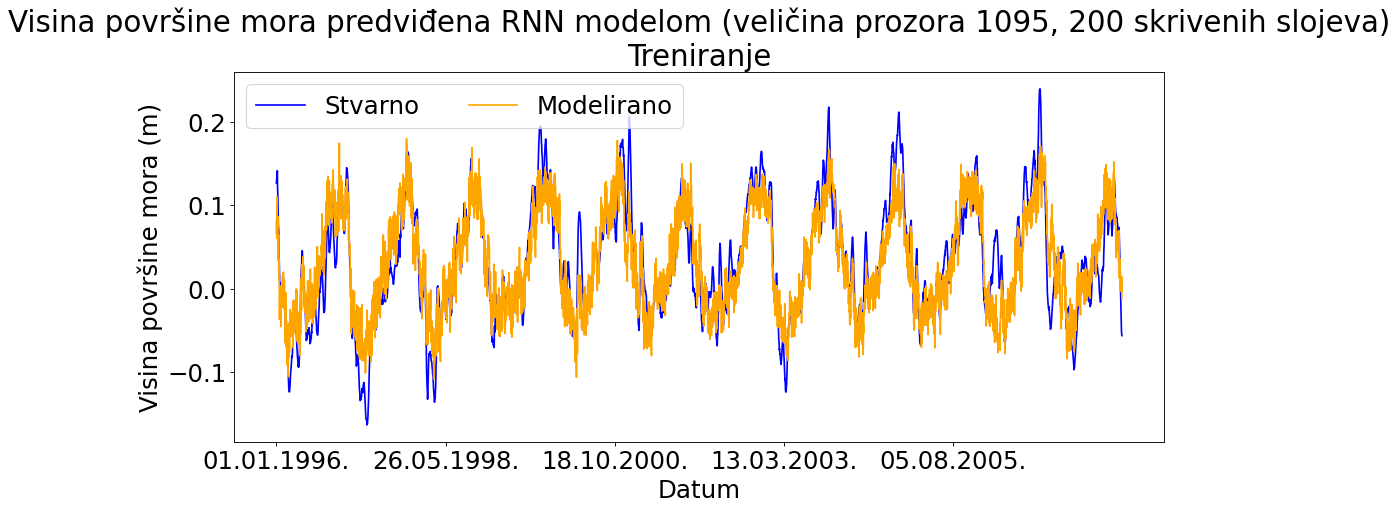 Visina površine mora predviđena RNN modelom (veličina prozora 1095, 200 skrivenih slojeva)
Treniranje
Stvarno
Modelirano
Visina površine mora (m)
0.2
0.1
0.0
−0.1
01.01.1996.
26.05.1998.
18.10.2000.
13.03.2003.
05.08.2005.
Datum